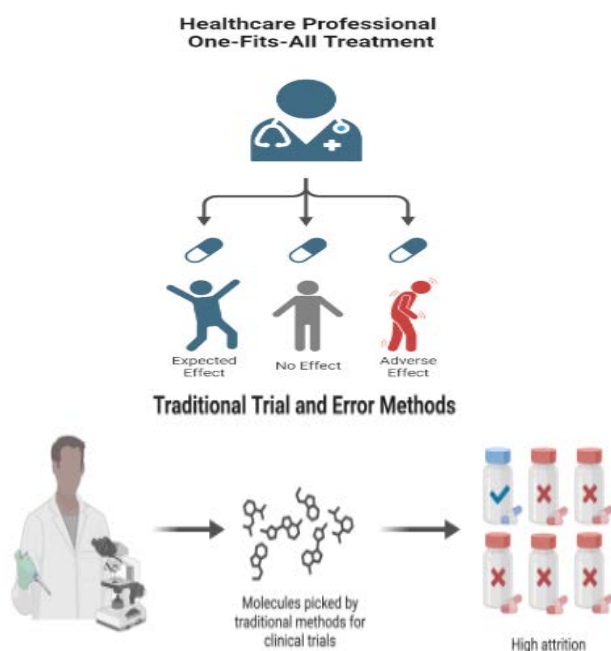 Healthcare Professional
One-Fits-All Treatment
Expected
Effect
No Effect
Adverse
Effect
Traditional Trial and Error Methods
Molecules picked by
traditional methods for
clinical trials
High attrition